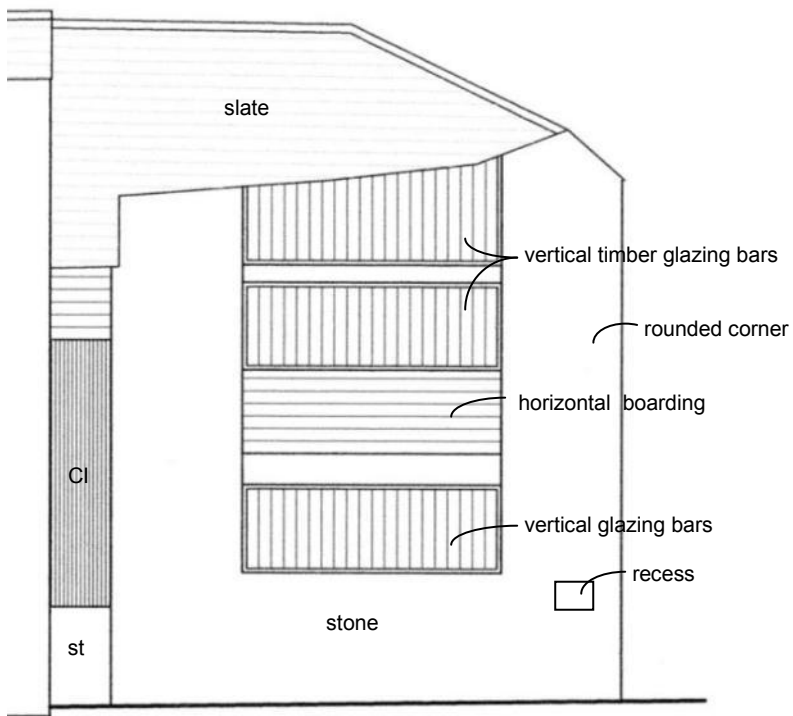 slate
vertical timber glazing bars
rounded corner
horizontal boarding
CI
vertical glazing bars
recess
stone
st